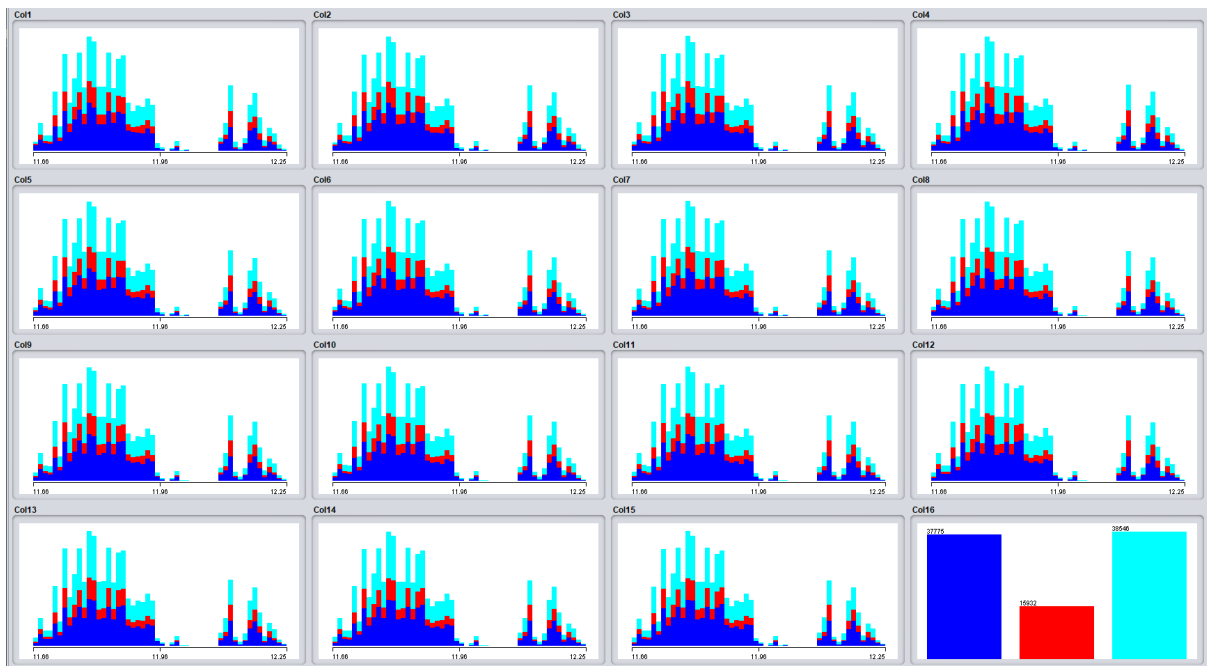 Col1 Col2 Col3 Col4
11.66 11.96 12.25 11.66 11.96 12.25 11.66 11.96 12.25 11.66 11.96 12.25
Col5 Col6 Col7 Col8
11.66 11.96 12.25 11.66 11.96 12.25 11.66 11.96 12.25 11.66 11.96 12.25
Col9 Col10 Col11 Col12
11.66 11.96 12.25 11.66 11.96 12.25 11.66 11.96 12.25 11.66 11.96 12.25
Col13 Col14 Col15 Col16
37775 15932 38546
11.66 11.96 12.25 11.66 11.96 12.25 11.66 11.96 12.25